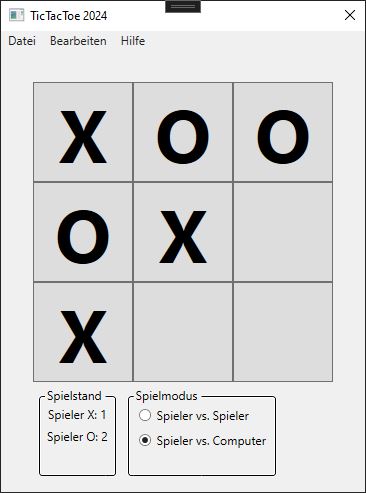 TicTacToe 2024
Datei Bearbeiten Hilfe
X O O
O X
X
Spielstand
Spieler X: 1
Spieler O: 2
Spielmodus
Spieler vs. Spieler
Spieler vs. Computer